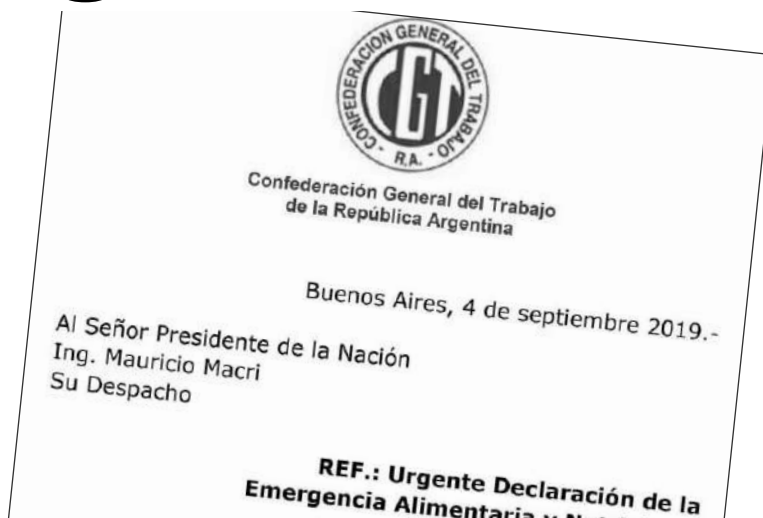 CONFEDERACION GENERAL DEL TRABAJO
CGT
- R.A. -
Confederación General del Trabajo
de la República Argentina
Buenos Aires, 4 de septiembre 2019.-
Al Señor Presidente de la Nación
Ing. Mauricio Macri
Su Despacho
REF.: Urgente Declaración de la
Emergencia Alimentaria y